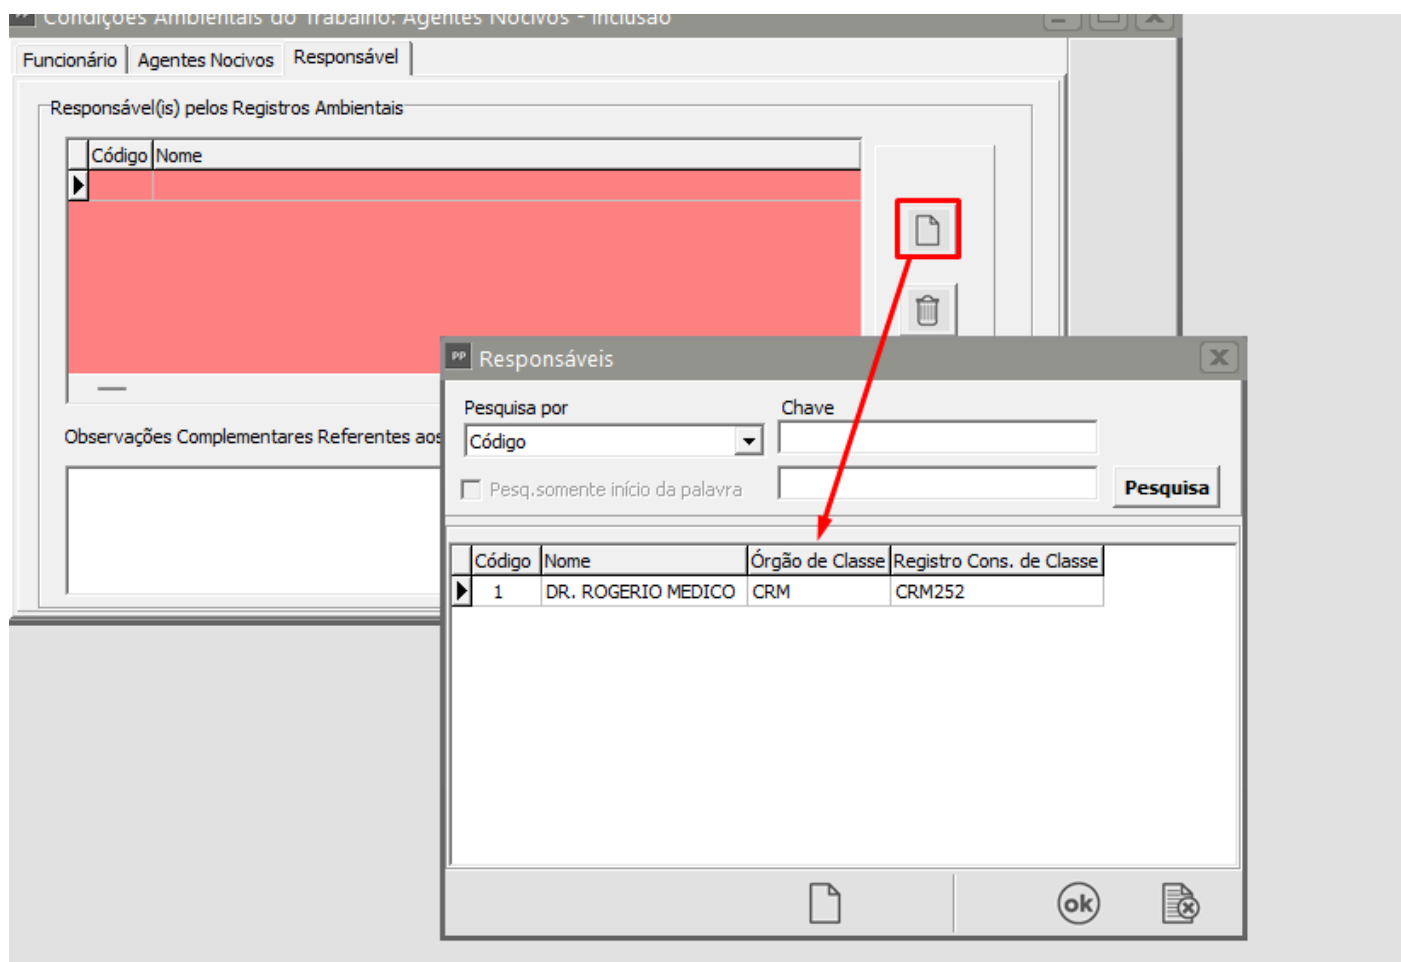 PP Condições Ambientais do Trabalho: Agentes Nocivos - Inclusão
Funcionário Agentes Nocivos Responsável
Responsável(is) pelos Registros Ambientais
Código Nome
Observações Complementares Referentes aos
PP Responsáveis
Pesquisa por Chave
Código
Pesq.somente início da palavra Pesquisa
Código Nome Órgão de Classe Registro Cons. de Classe
1 DR. ROGERIO MEDICO CRM CRM252
ok